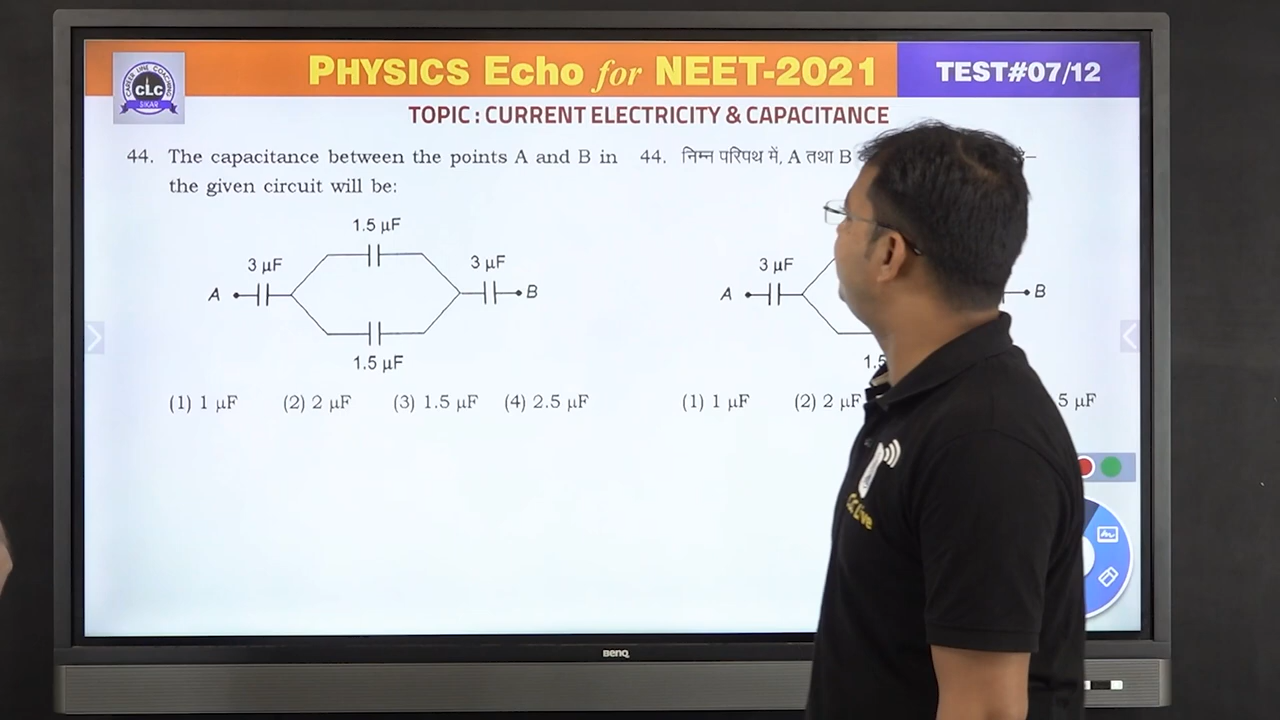 CAREER LINE COACHING
CLC
SIKAR
PHYSICS Echo for NEET-2021
TEST#07/12
TOPIC : CURRENT ELECTRICITY & CAPACITANCE
44. The capacitance between the points A and B in
the given circuit will be:
1.5 µF
3 µF
3 µF
A
B
1.5 µF
(1) 1 µF (2) 2 µF (3) 1.5 µF (4) 2.5 µF
44. निम्न परिपथ में, A तथा B
3 µF
A
B
1.5
(1) 1 µF (2) 2 µF
5 µF
BenQ